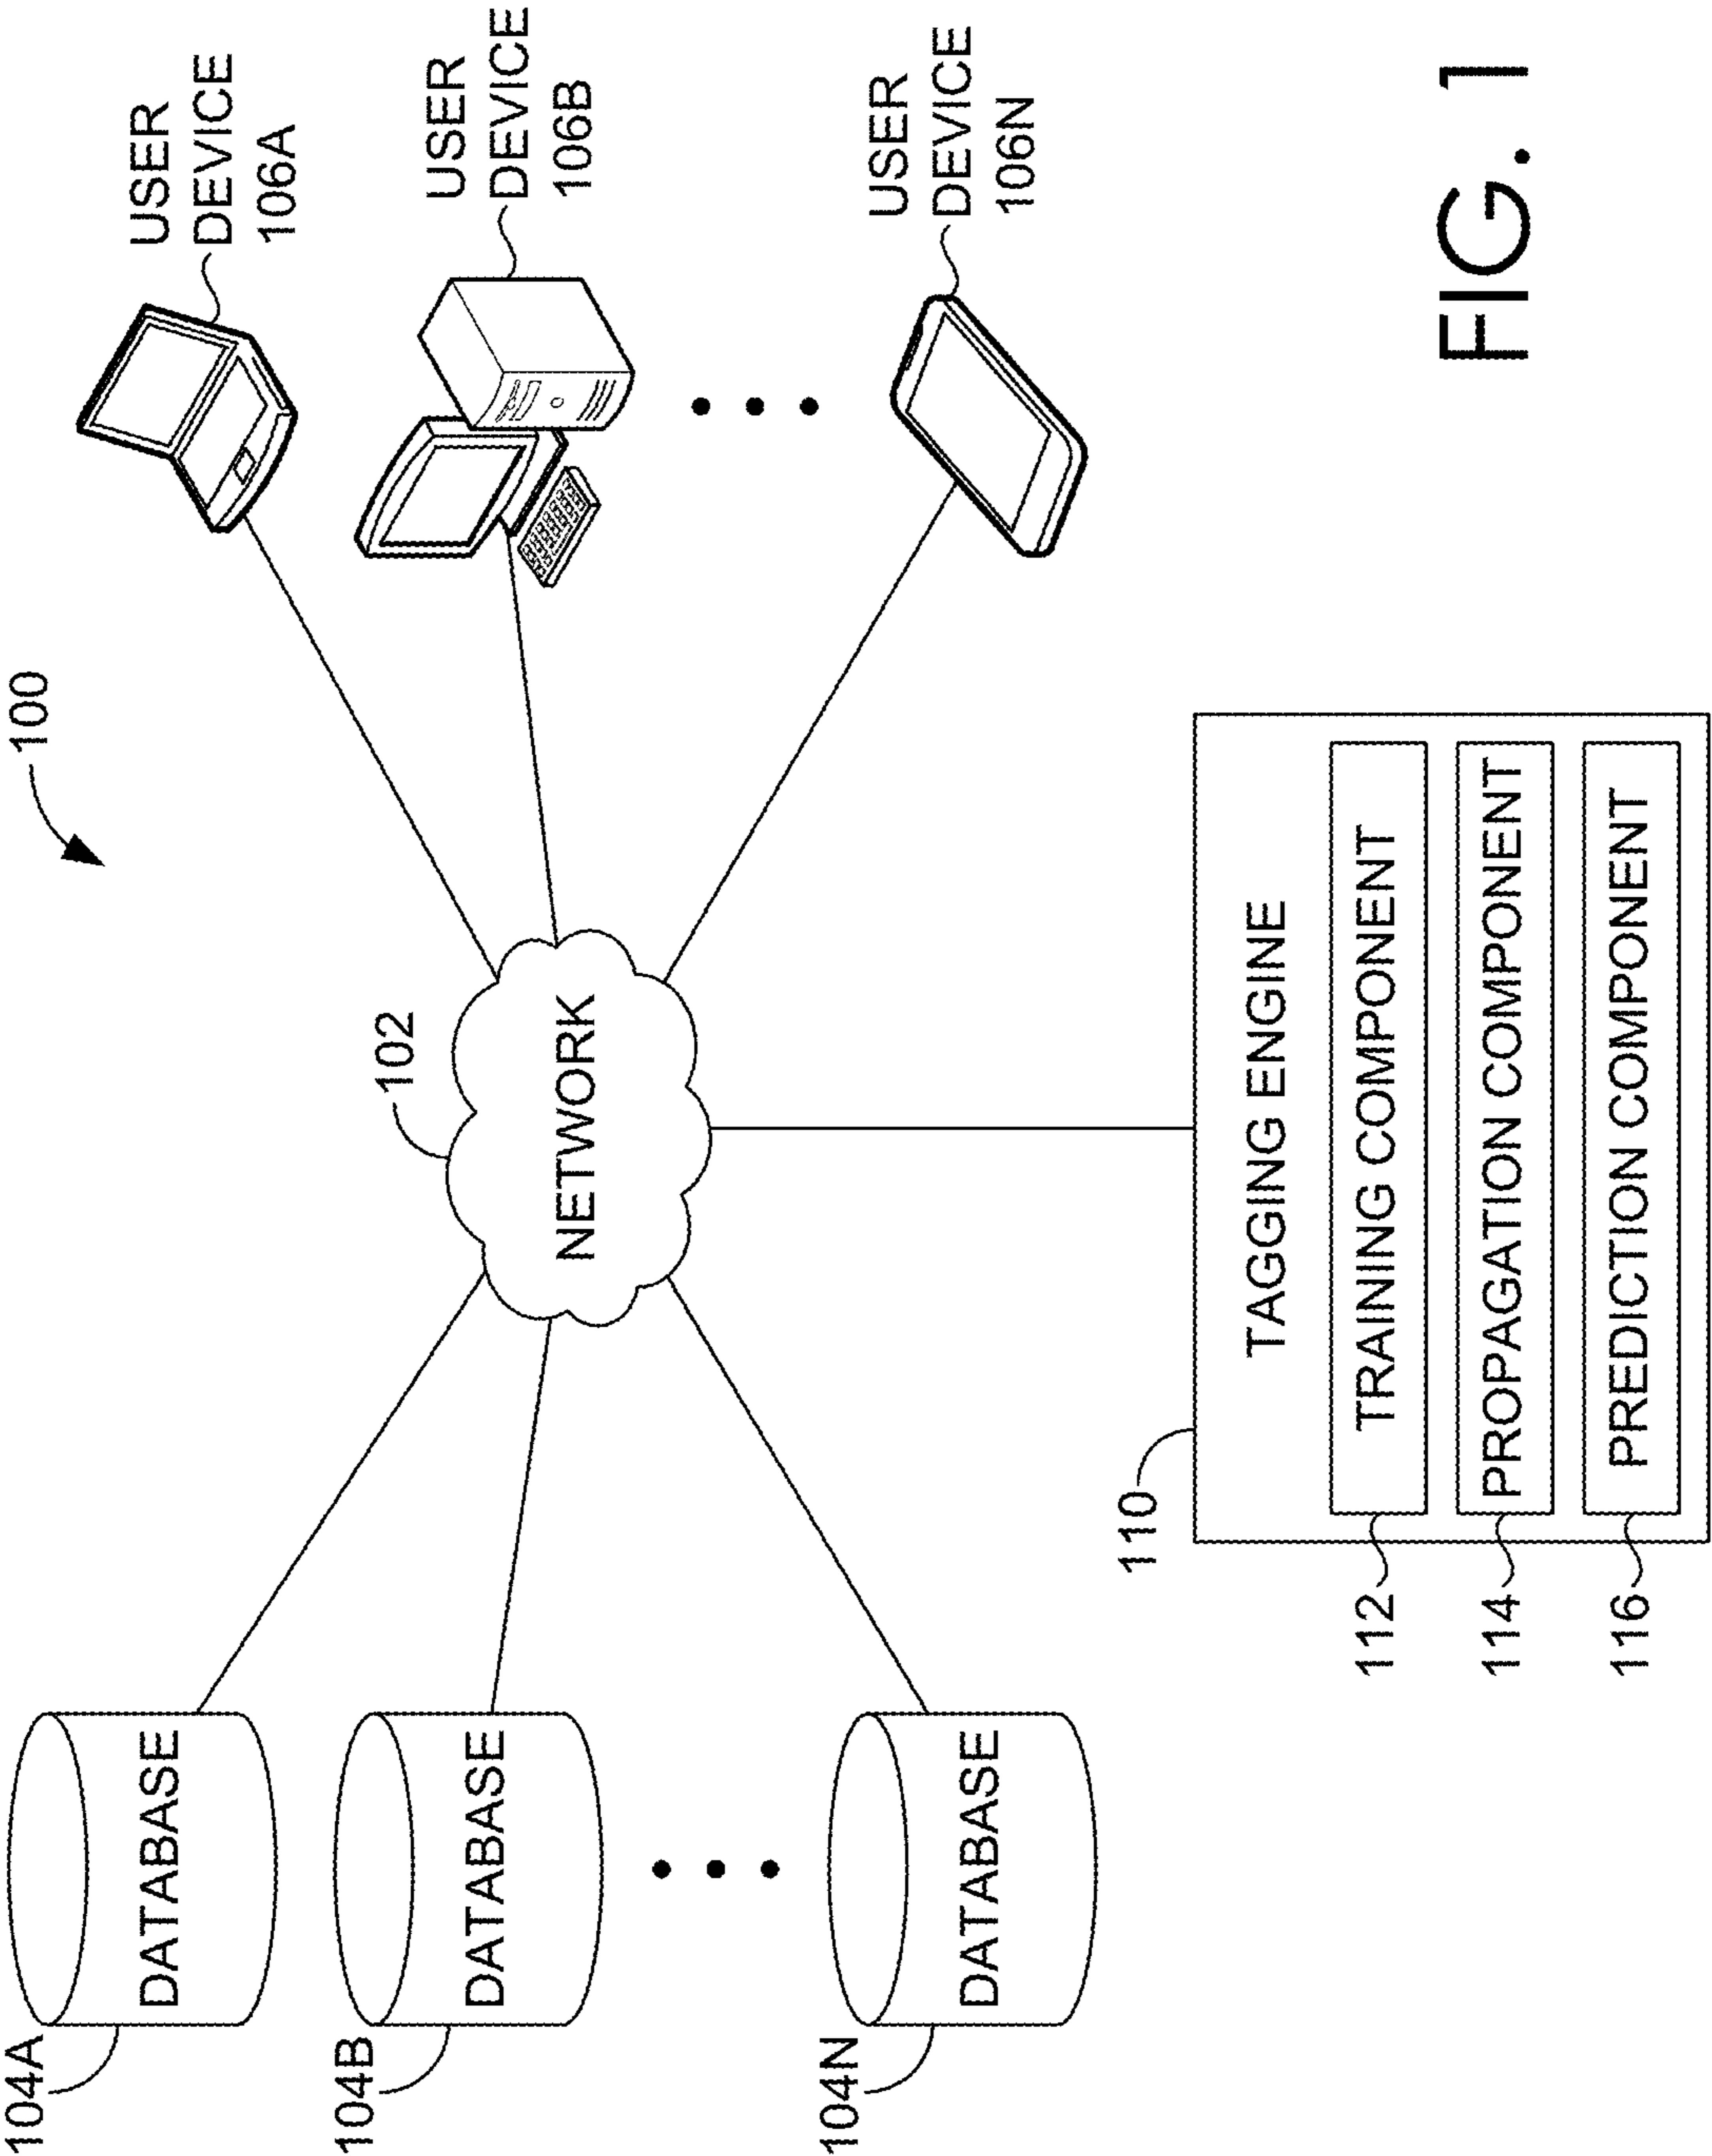 100
104A
DATABASE
104B
DATABASE
104N
DATABASE
102
NETWORK
USER
DEVICE
106A
USER
DEVICE
106B
USER
DEVICE
106N
110
TAGGING ENGINE
112
TRAINING COMPONENT
114
PROPAGATION COMPONENT
116
PREDICTION COMPONENT
FIG. 1